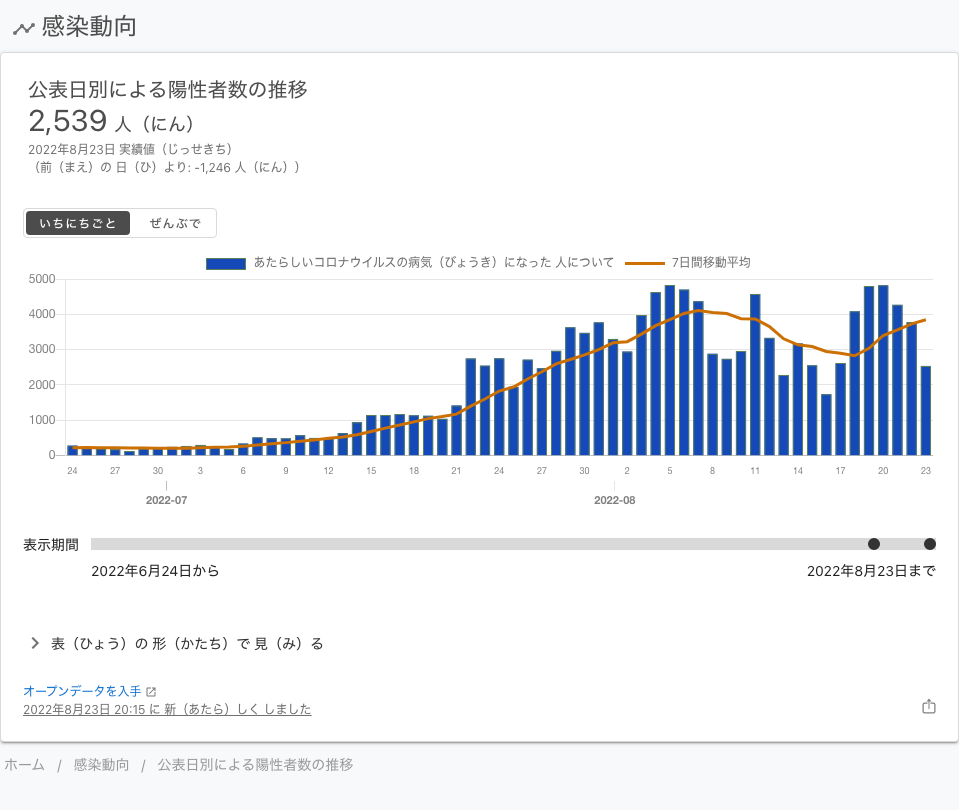 感染動向
公表日別による陽性者数の推移
2,539 人（にん）
2022年8月23日 実績値（じっせきち）
（前（まえ）の 日（ひ）より: -1,246 人（にん））
いちにちごと ぜんぶで
あたらしいコロナウイルスの病気（びょうき）になった 人について 7日間移動平均
5000
4000
3000
2000
1000
0
24 27 30 3 6 9 12 15 18 21 24 27 30 2 5 8 11 14 17 20 23
2022-07 2022-08
表示期間
2022年6月24日から 2022年8月23日まで
表（ひょう）の 形（かたち）で 見（み）る
オープンデータを入手
2022年8月23日 20:15 に 新（あたら）しく しました
ホーム / 感染動向 / 公表日別による陽性者数の推移